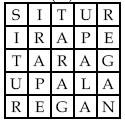 S I T U R
I R A P E
T A R A G
U P A L A
R E G A N